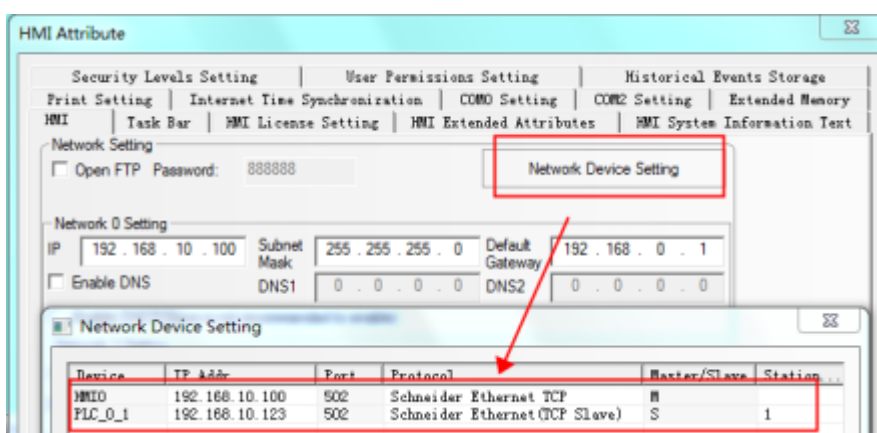 HMI Attribute
Security Levels Setting User Permissions Setting Historical Events Storage
Print Setting Internet Time Synchronization COM0 Setting COM2 Setting Extended Memory
HMI Task Bar HMI License Setting HMI Extended Attributes HMI System Information Text
Network Setting
Open FTP Password: 888888 Network Device Setting
Network 0 Setting
IP 192 . 168 . 10 . 100 Subnet Mask 255 . 255 . 255 . 0 Default Gateway 192 . 168 . 0 . 1
Enable DNS DNS1 0 . 0 . 0 . 0 DNS2 0 . 0 . 0 . 0
Network Device Setting
Device IP Addr Port Protocol Master/Slave Station...
HMI0 192.168.10.100 502 Schneider Ethernet TCP M
PLC_0_1 192.168.10.123 502 Schneider Ethernet(TCP Slave) S 1